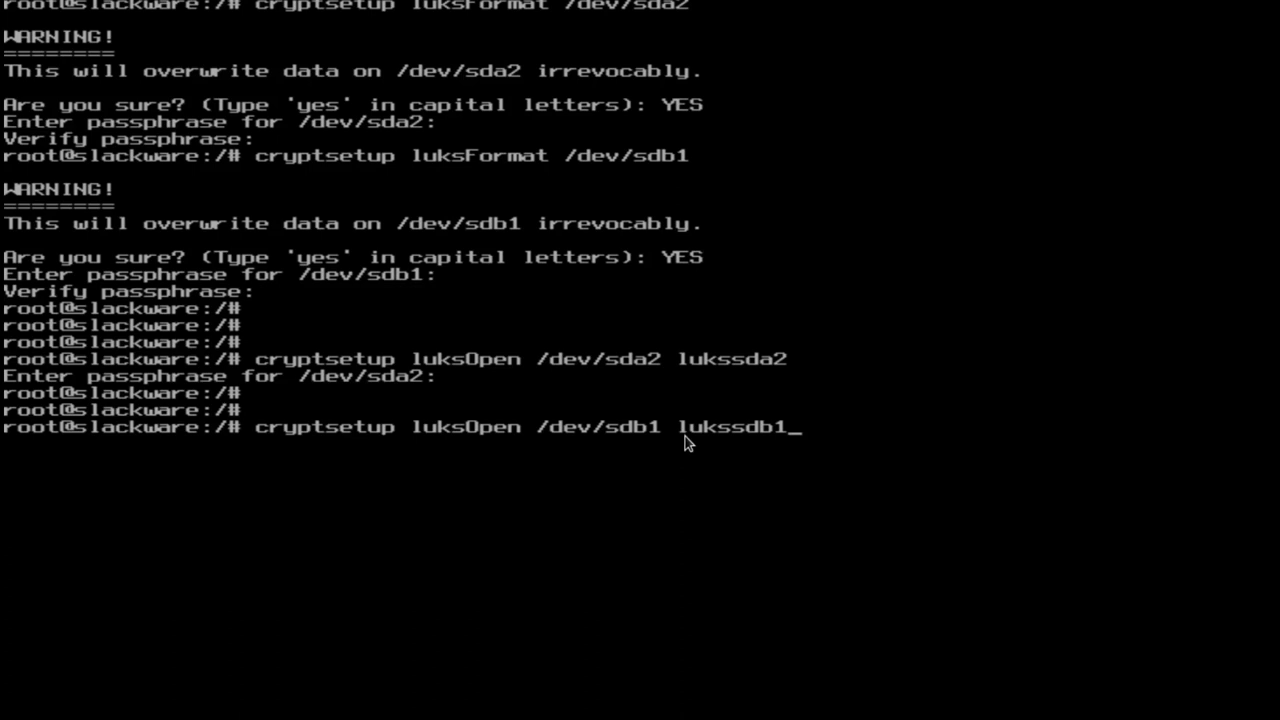 root@slackware:/# cryptsetup luksFormat /dev/sda2
WARNING!
========
This will overwrite data on /dev/sda2 irrevocably.
Are you sure? (Type 'yes' in capital letters): YES
Enter passphrase for /dev/sda2:
Verify passphrase:
root@slackware:/# cryptsetup luksFormat /dev/sdb1
WARNING!
========
This will overwrite data on /dev/sdb1 irrevocably.
Are you sure? (Type 'yes' in capital letters): YES
Enter passphrase for /dev/sdb1:
Verify passphrase:
root@slackware:/#
root@slackware:/#
root@slackware:/#
root@slackware:/# cryptsetup luksOpen /dev/sda2 lukssda2
Enter passphrase for /dev/sda2:
root@slackware:/#
root@slackware:/#
root@slackware:/# cryptsetup luksOpen /dev/sdb1 lukssdb1_